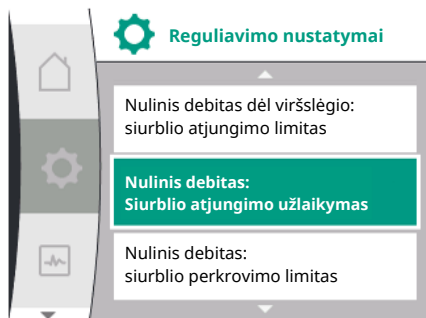 Reguliavimo nustatymai
Nulinis debitas dėl viršslėgio:
siurblio atjungimo limitas
Nulinis debitas:
Siurblio atjungimo užlaikymas
Nulinis debitas:
siurblio perkrovimo limitas